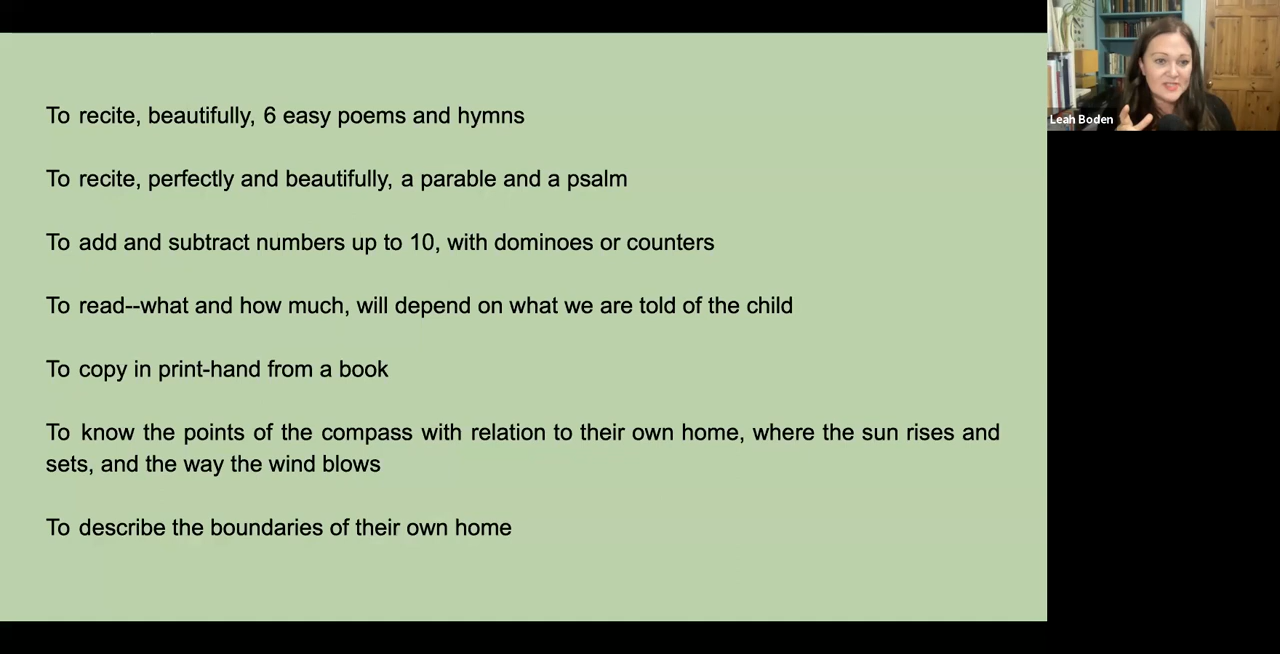 To recite, beautifully, 6 easy poems and hymns
To recite, perfectly and beautifully, a parable and a psalm
To add and subtract numbers up to 10, with dominoes or counters
To read--what and how much, will depend on what we are told of the child
To copy in print-hand from a book
To know the points of the compass with relation to their own home, where the sun rises and
sets, and the way the wind blows
To describe the boundaries of their own home
Leah Boden